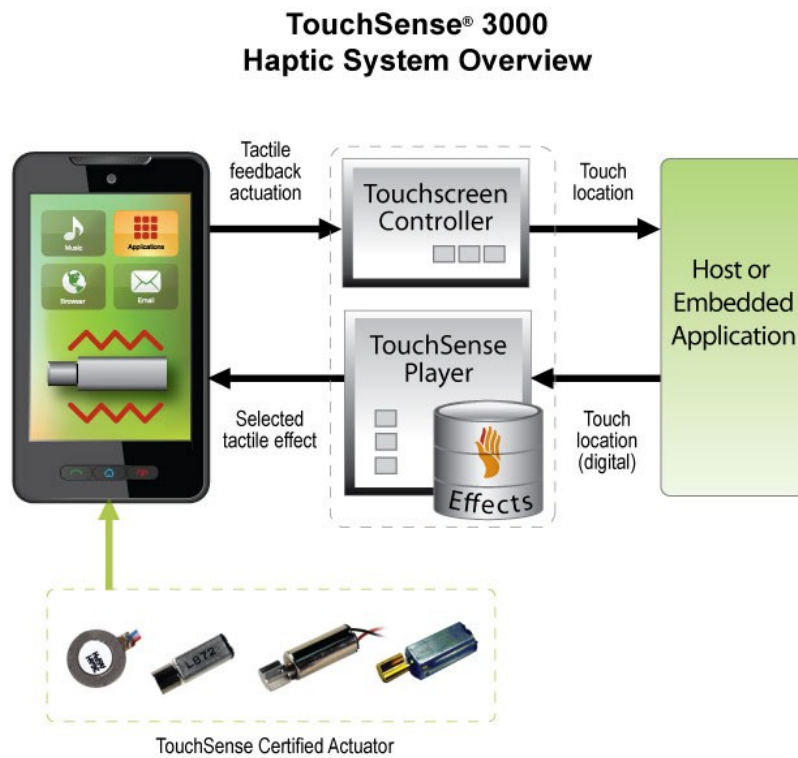 TouchSense® 3000
Haptic System Overview
Tactile
feedback
actuation
Touchscreen
Controller
Touch
location
Host or
Embedded
Application
Music
Applications
Browser
Email
TouchSense
Player
Effects
Selected
tactile effect
Touch
location
(digital)
L872
TouchSense Certified Actuator